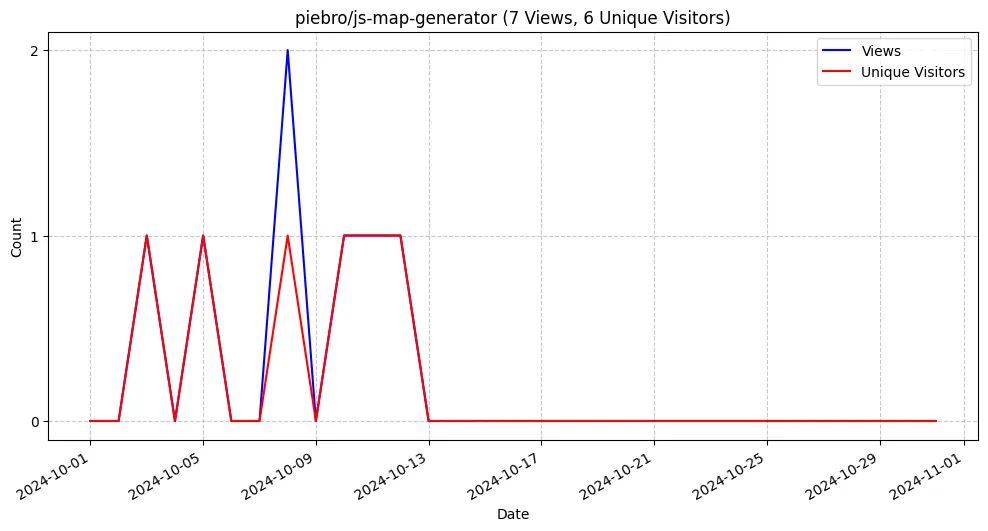 piebro/js-map-generator (7 Views, 6 Unique Visitors)
Views
Unique Visitors
Count
2
1
0
2024-10-01
2024-10-05
2024-10-09
2024-10-13
2024-10-17
2024-10-21
2024-10-25
2024-10-29
2024-11-01
Date